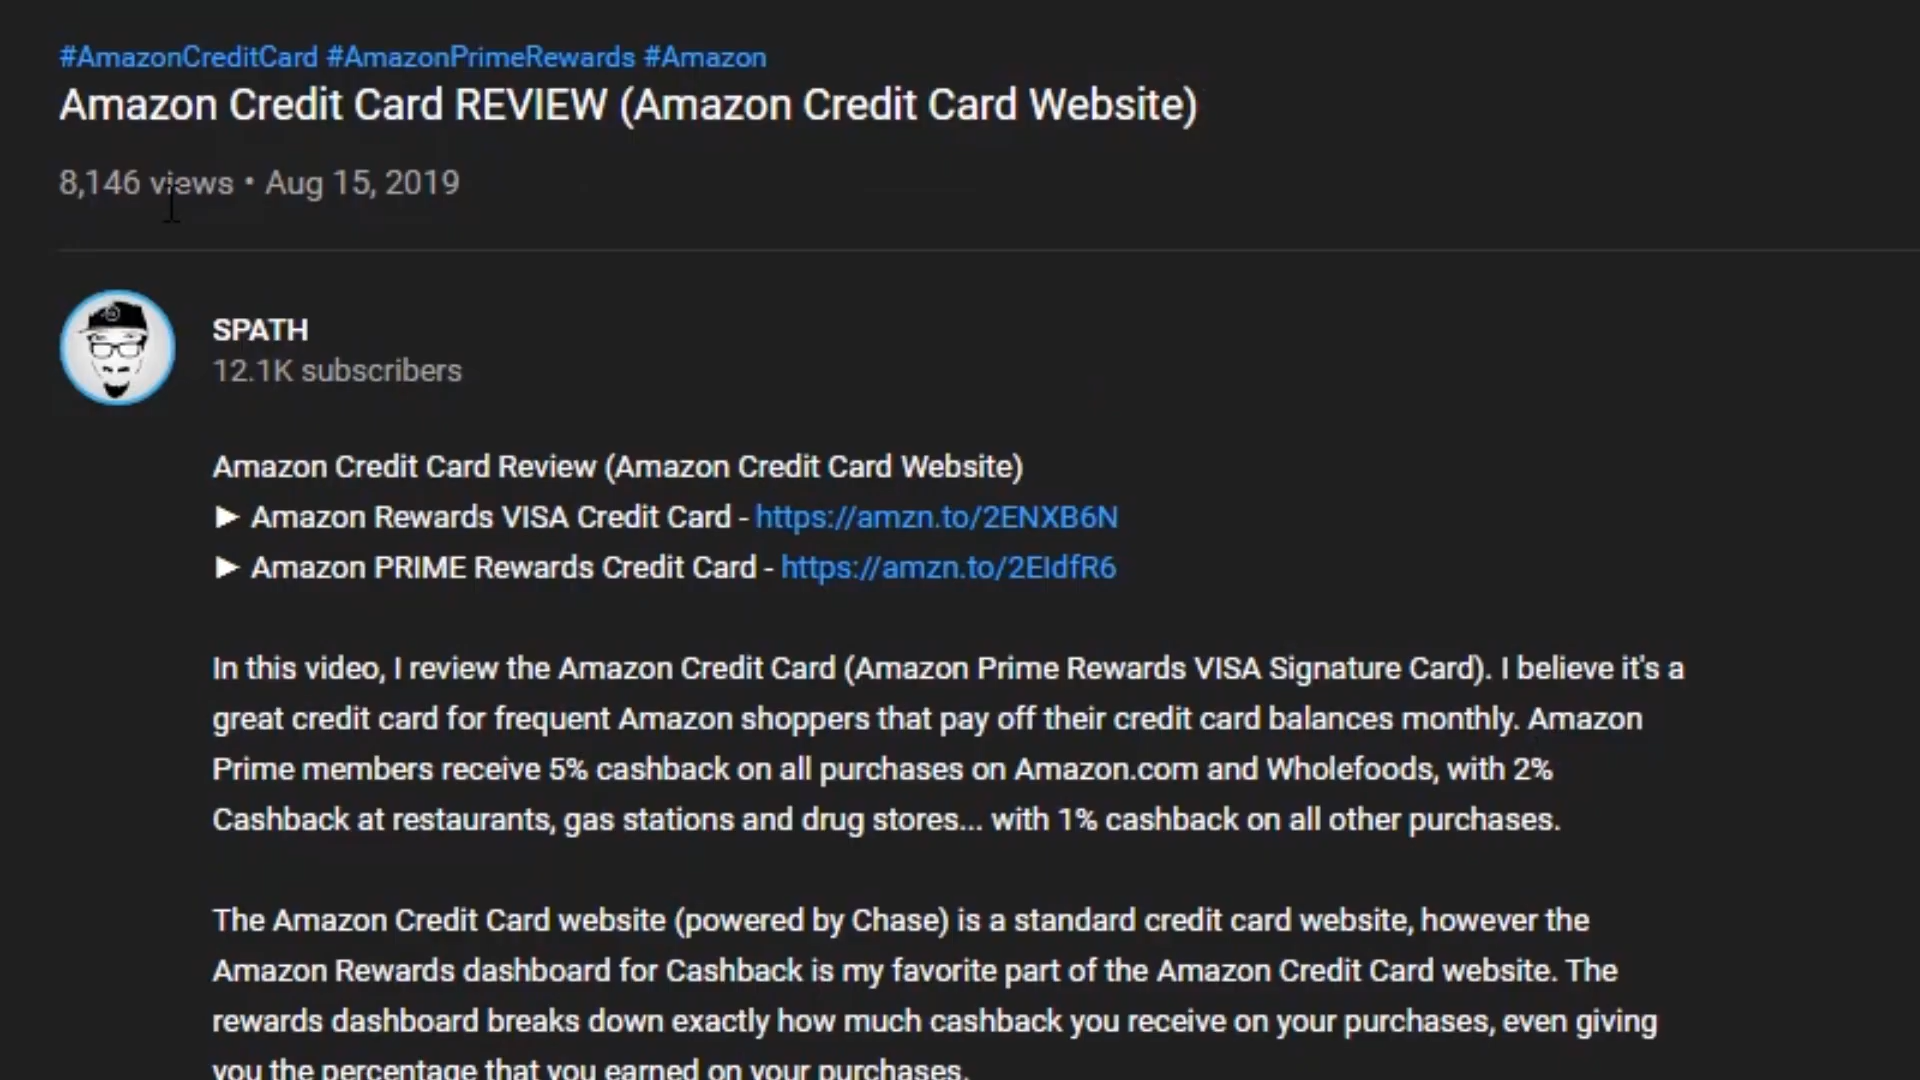 #AmazonCreditCard #AmazonPrimeRewards #Amazon
Amazon Credit Card REVIEW (Amazon Credit Card Website)
8,146 views • Aug 15, 2019
SPATH
12.1K subscribers
Amazon Credit Card Review (Amazon Credit Card Website)
► Amazon Rewards VISA Credit Card - https://amzn.to/2ENXB6N
► Amazon PRIME Rewards Credit Card - https://amzn.to/2EIdfR6
In this video, I review the Amazon Credit Card (Amazon Prime Rewards VISA Signature Card). I believe it's a
great credit card for frequent Amazon shoppers that pay off their credit card balances monthly. Amazon
Prime members receive 5% cashback on all purchases on Amazon.com and Wholefoods, with 2%
Cashback at restaurants, gas stations and drug stores... with 1% cashback on all other purchases.
The Amazon Credit Card website (powered by Chase) is a standard credit card website, however the
Amazon Rewards dashboard for Cashback is my favorite part of the Amazon Credit Card website. The
rewards dashboard breaks down exactly how much cashback you receive on your purchases, even giving
you the percentage that you earned on your purchases.